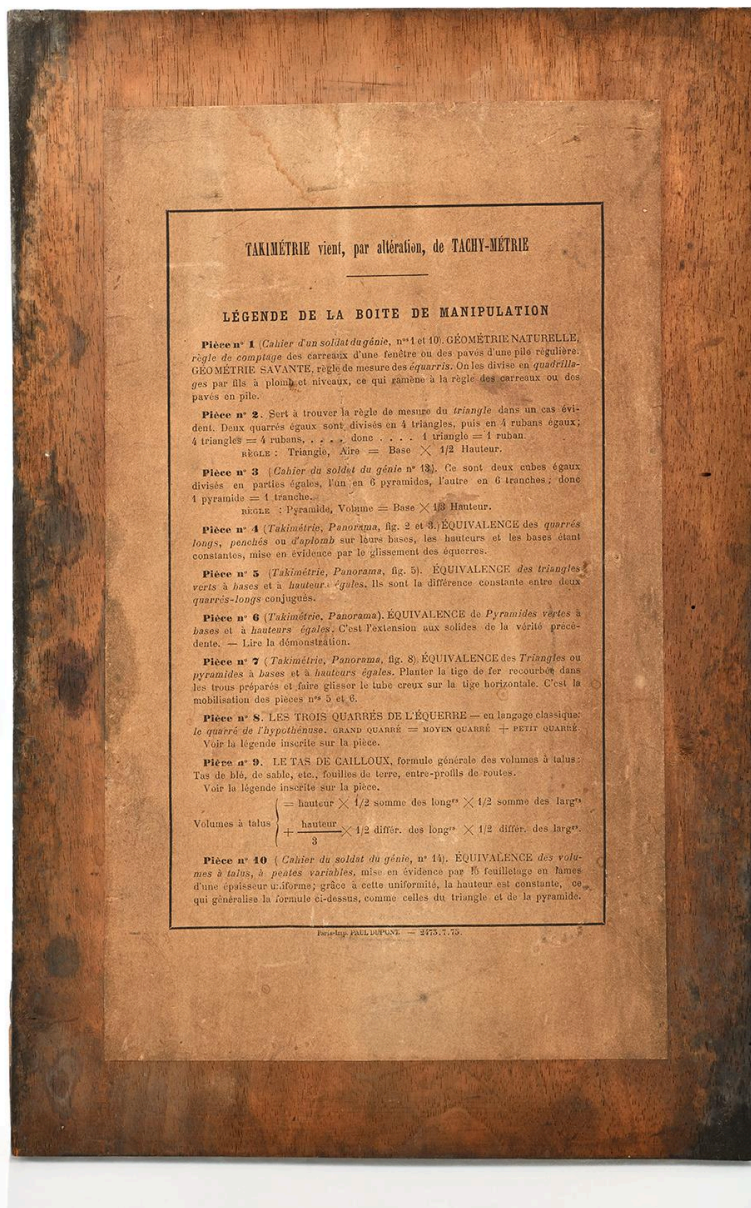 TAKIMÉTRIE vient, par altération, de TACHY-MÉTRIE
LÉGENDE DE LA BOITE DE MANIPULATION
Pièce n° 1 (Cahier d'un soldat du génie, nos 1 et 10). GÉOMÉTRIE NATURELLE,
règle de comptage des carreaux d'une fenêtre ou des pavés d'une pile régulière.
GÉOMÉTRIE SAVANTE, règle de mesure des équarris. On les divise en quadrilla-
ges par fils à plomb et niveaux, ce qui ramène à la règle des carreaux ou des
pavés en pile.
Pièce n° 2. Sert à trouver la règle de mesure du triangle dans un cas évi-
dent. Deux quarrés égaux sont divisés en 4 triangles, puis en 4 rubans égaux;
4 triangles = 4 rubans, . . . . donc . . . . 1 triangle = 1 ruban.
RÈGLE : Triangle, Aire = Base × 1/2 Hauteur.
Pièce n° 3 (Cahier du soldat du génie n° 13). Ce sont deux cubes égaux
divisés en parties égales, l'un en 6 pyramides, l'autre en 6 tranches; donc
1 pyramide = 1 tranche.
RÈGLE : Pyramide, Volume = Base × 1/3 Hauteur.
Pièce n° 4 (Takimétrie, Panorama, fig. 2 et 3.) ÉQUIVALENCE des quarrés
longs, penchés ou d'aplomb sur leurs bases, les hauteurs et les bases étant
constantes, mise en évidence par le glissement des équerres.
Pièce n° 5 (Takimétrie, Panorama, fig. 5). ÉQUIVALENCE des triangles
verts à bases et à hauteurs égales. Ils sont la différence constante entre deux
quarrés-longs conjugués.
Pièce n° 6 (Takimétrie, Panorama). ÉQUIVALENCE de Pyramides vertes à
bases et à hauteurs égales. C'est l'extension aux solides de la vérité précé-
dente. — Lire la démonstration.
Pièce n° 7 (Takimétrie, Panorama, fig. 8). ÉQUIVALENCE des Triangles ou
pyramides à bases et à hauteurs égales. Planter la tige de fer recourbée dans
les trous préparés et faire glisser le tube creux sur la tige horizontale. C'est la
mobilisation des pièces nos 5 et 6.
Pièce n° 8. LES TROIS QUARRÉS DE L'ÉQUERRE — en langage classique:
le quarré de l'hypothénuse. GRAND QUARRÉ = MOYEN QUARRÉ + PETIT QUARRÉ
Voir la légende inscrite sur la pièce.
Pièce n° 9. LE TAS DE CAILLOUX, formule générale des volumes à talus:
Tas de blé, de sable, etc., fouilles de terre, entre-profils de routes.
Voir la légende inscrite sur la pièce.
= hauteur × 1/2 somme des longrs × 1/2 somme des largrs
Volumes à talus
+ hauteur/3 × 1/2 différ. des longrs × 1/2 différ. des largrs.
Pièce n° 10 (Cahier du soldat du génie, n° 14). ÉQUIVALENCE des volu-
mes à talus, à pentes variables, mise en évidence par le feuilletage en lames
d'une épaisseur uniforme; grâce à cette uniformité, la hauteur est constante, ce
qui généralise la formule ci-dessus, comme celles du triangle et de la pyramide.
Paris-Imp. PAUL DUPONT. — 2473.7.75.